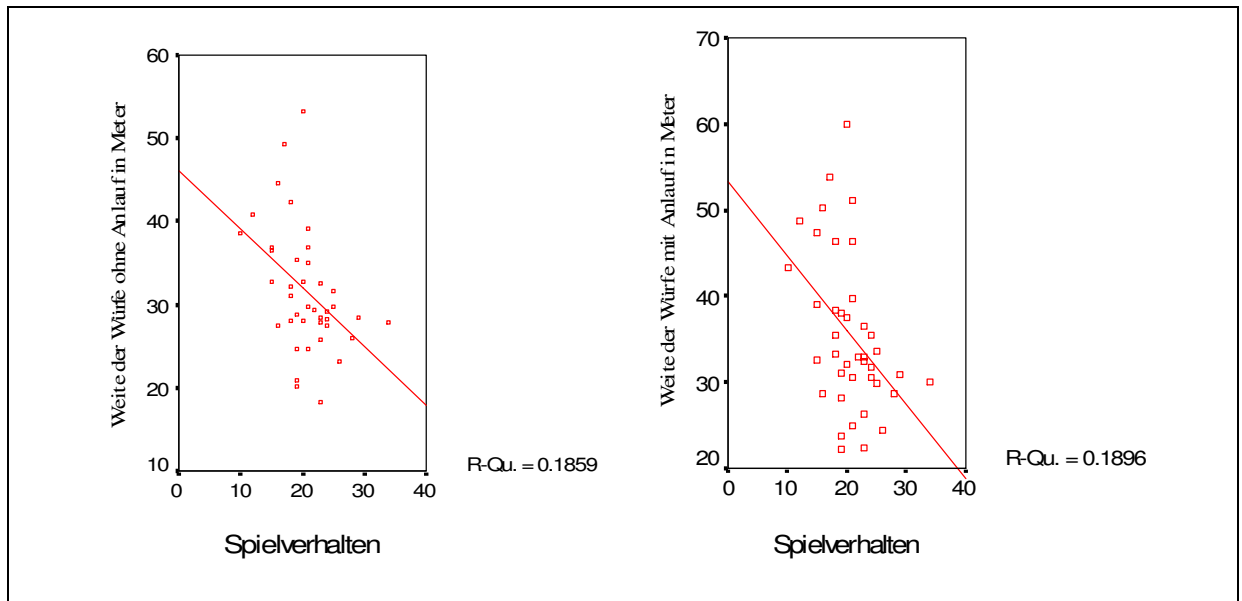 Weite der Würfe ohne Anlauf in Meter
60
50
40
30
20
10
0 10 20 30 40
Spielverhalten
R-Qu. = 0.1859
Weite der Würfe mit Anlauf in Meter
70
60
50
40
30
20
0 10 20 30 40
Spielverhalten
R-Qu. = 0.1896